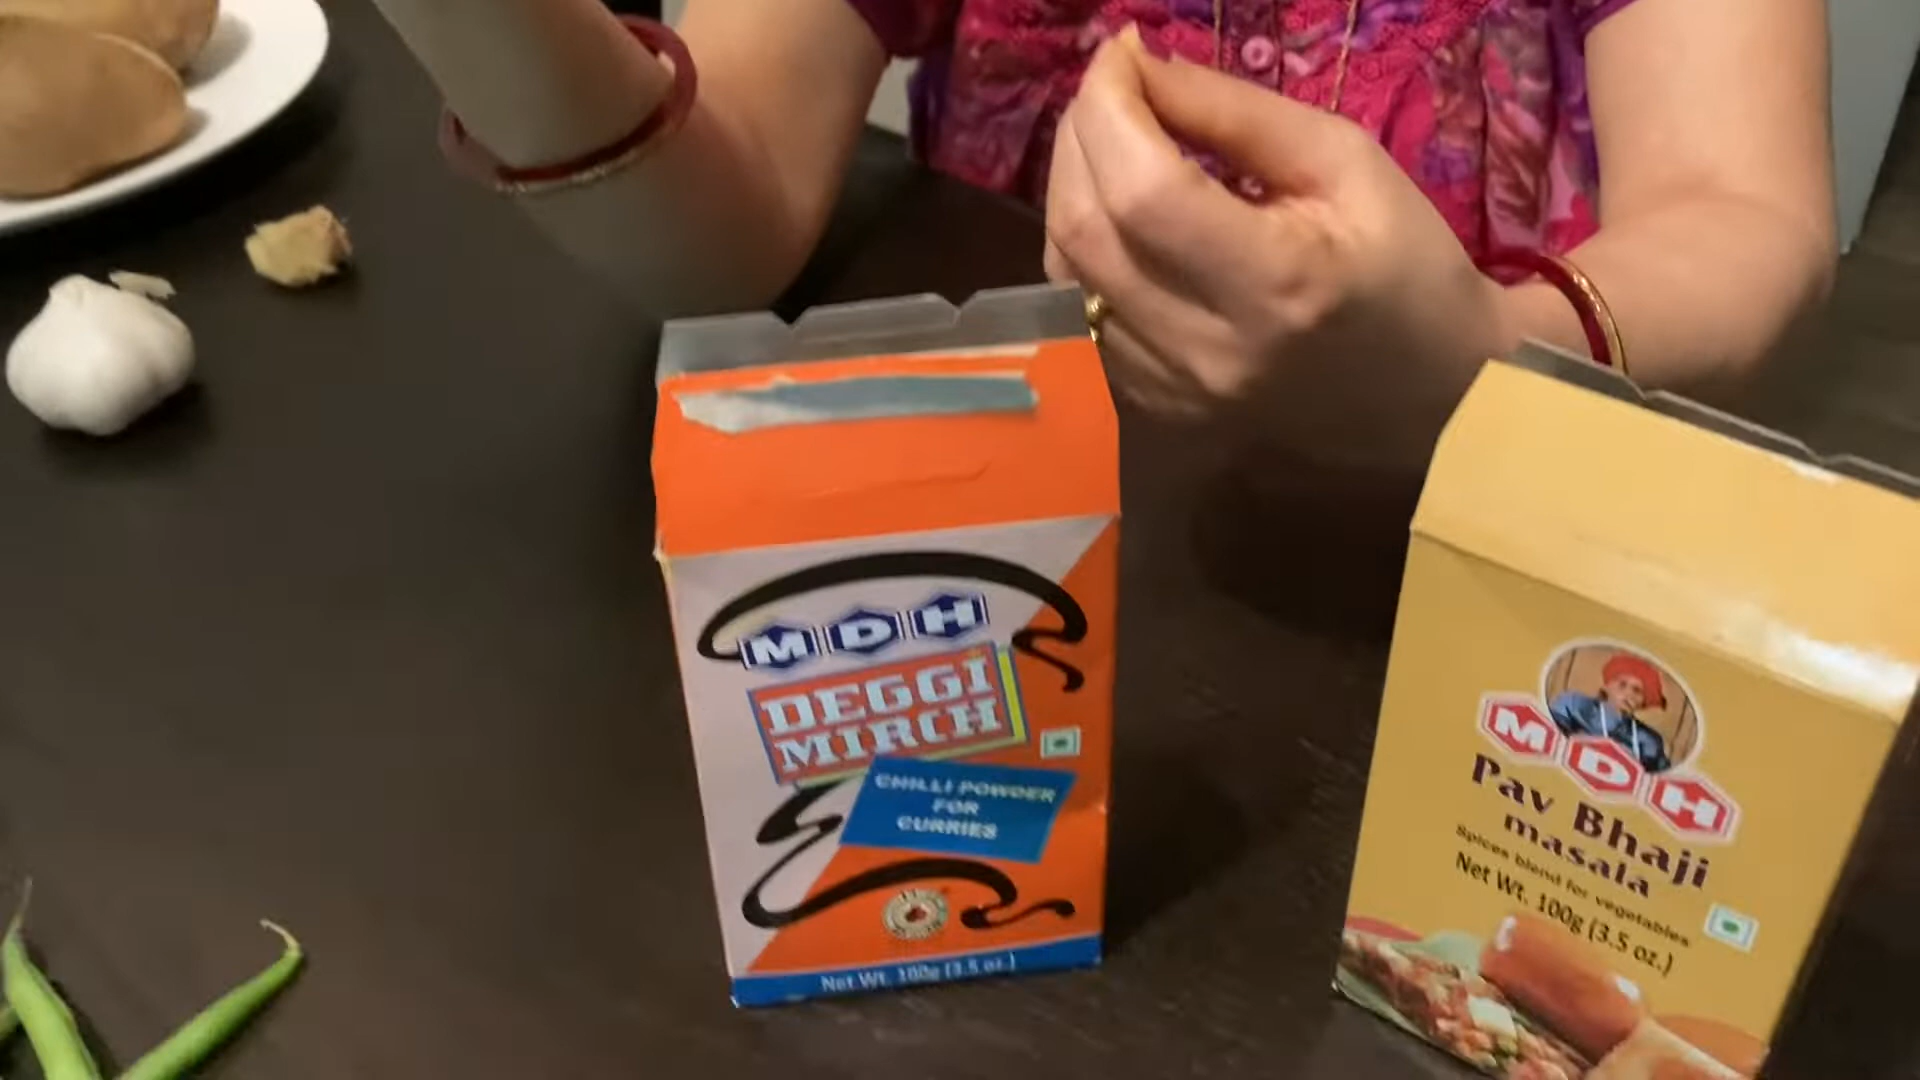 MDH
DEGGI
MIRCH
CHILLI POWDER
FOR
CURRIES
Net Wt. 100g (3.5 oz.)
MDH
Pav Bhaji
masala
Spices blend for vegetables
Net Wt. 100g (3.5 oz.)